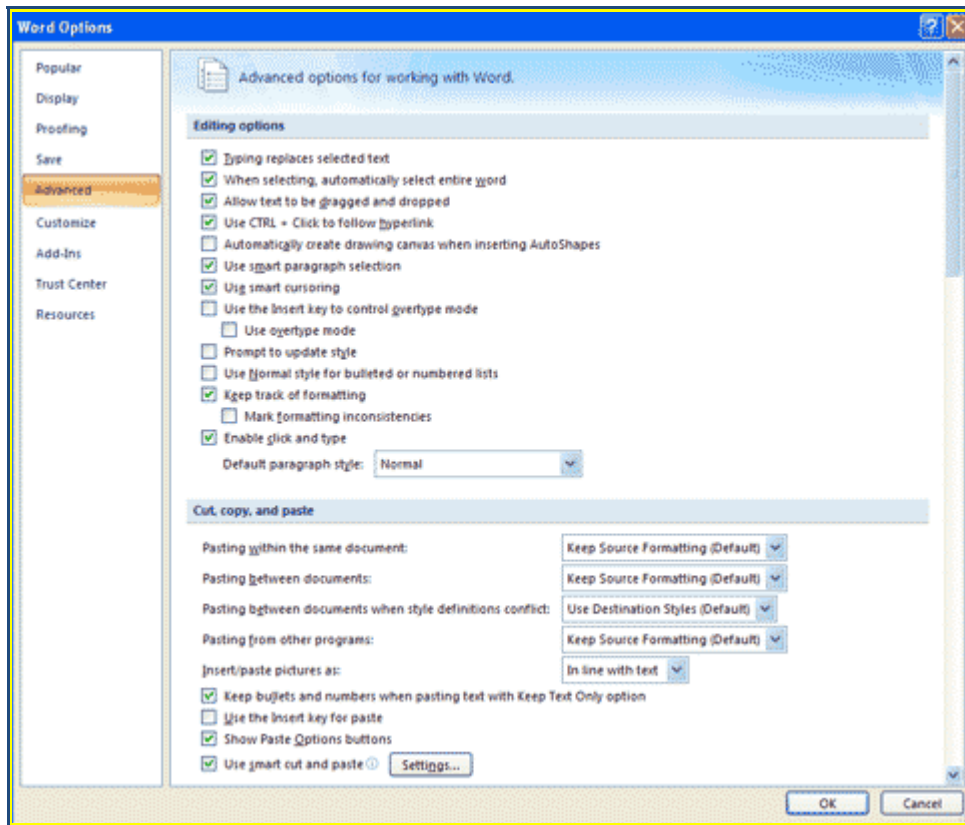 Word Options
Popular
Display
Proofing
Save
Advanced
Customize
Add-Ins
Trust Center
Resources
Advanced options for working with Word.
Editing options
Typing replaces selected text
When selecting, automatically select entire word
Allow text to be dragged and dropped
Use CTRL + Click to follow hyperlink
Automatically create drawing canvas when inserting AutoShapes
Use smart paragraph selection
Use smart cursoring
Use the Insert key to control overtype mode
Use overtype mode
Prompt to update style
Use Normal style for bulleted or numbered lists
Keep track of formatting
Mark formatting inconsistencies
Enable click and type
Default paragraph style: Normal
Cut, copy, and paste
Pasting within the same document: Keep Source Formatting (Default)
Pasting between documents: Keep Source Formatting (Default)
Pasting between documents when style definitions conflict: Use Destination Styles (Default)
Pasting from other programs: Keep Source Formatting (Default)
Insert/paste pictures as: In line with text
Keep bullets and numbers when pasting text with Keep Text Only option
Use the Insert key for paste
Show Paste Options buttons
Use smart cut and paste Settings...
OK Cancel